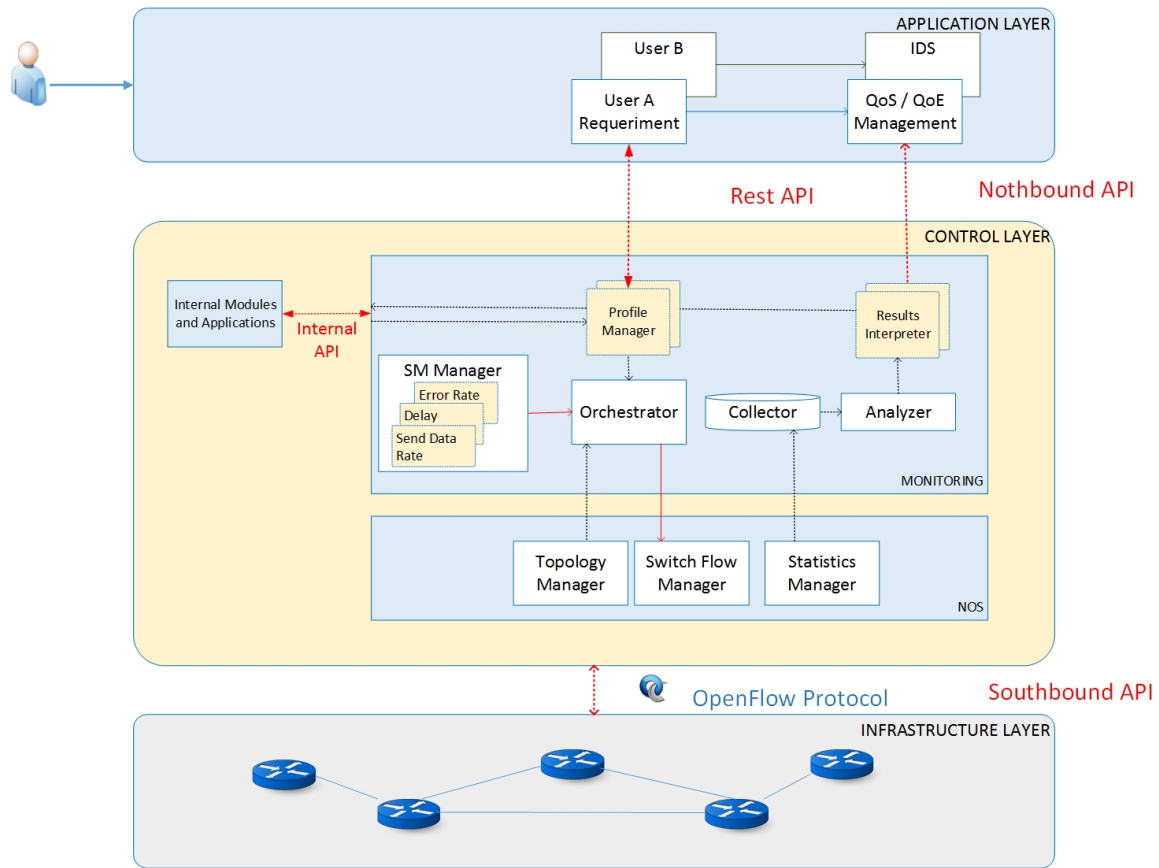 APPLICATION LAYER
User B
IDS
User A
Requeriment
QoS / QoE
Management
Rest API
Nothbound API
CONTROL LAYER
Internal Modules
and Applications
Internal
API
Profile
Manager
Results
Interpreter
SM Manager
Error Rate
Delay
Send Data
Rate
Orchestrator
Collector
Analyzer
MONITORING
Topology
Manager
Switch Flow
Manager
Statistics
Manager
NOS
OpenFlow Protocol
Southbound API
INFRASTRUCTURE LAYER